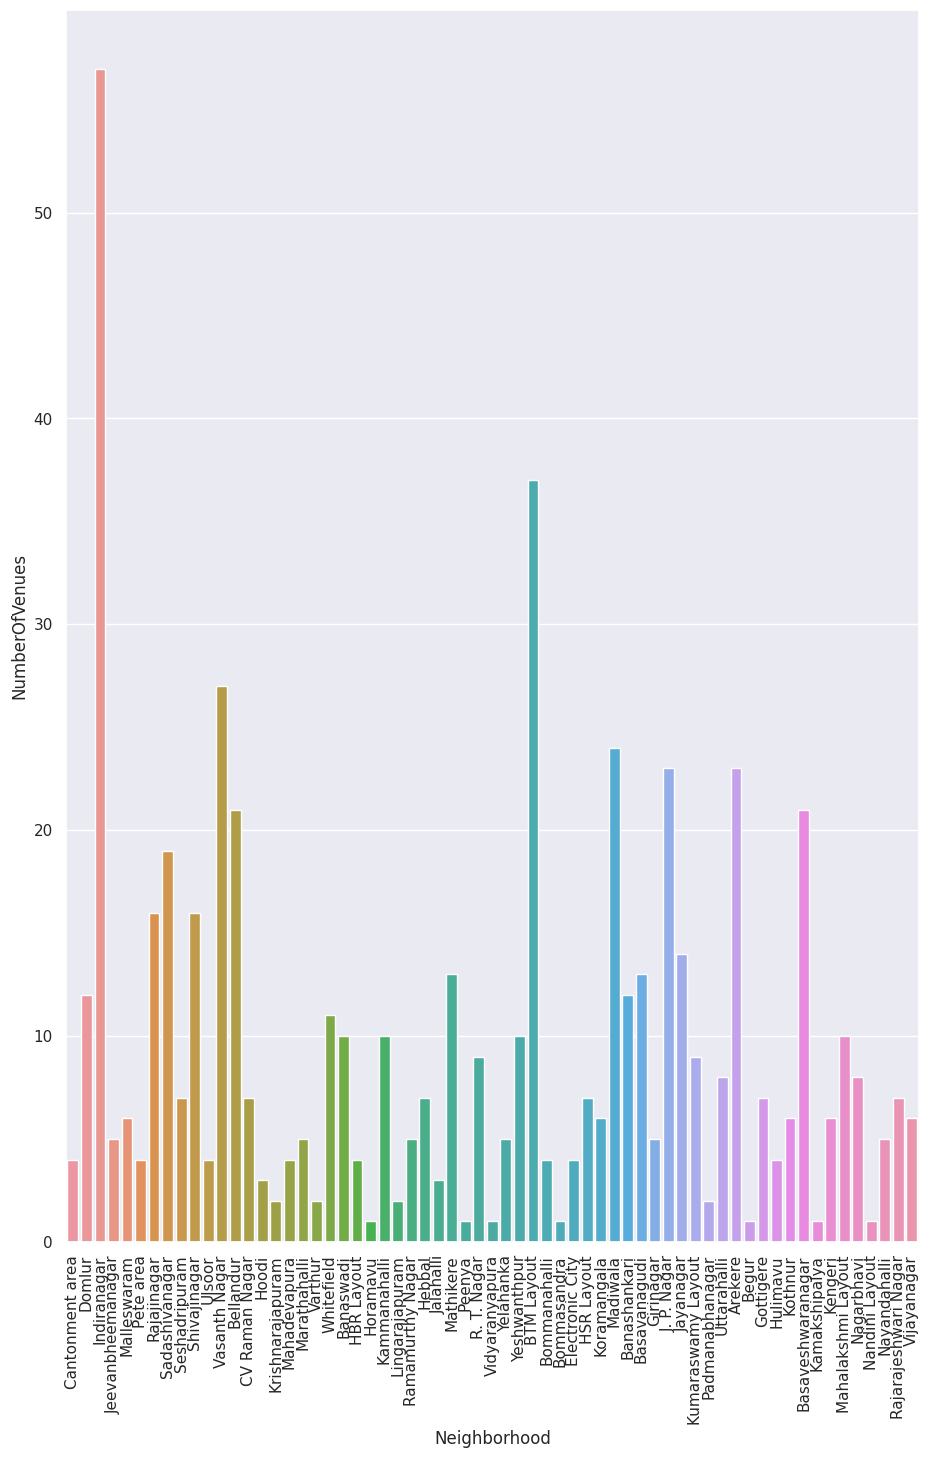 NumberOfVenues
50
40
30
20
10
0
Cantonment area
Domlur
Indiranagar
Jeevanbheemanagar
Malleswaram
Pete area
Rajajinagar
Sadashivanagar
Seshadripuram
Shivajinagar
Ulsoor
Vasanth Nagar
Bellandur
CV Raman Nagar
Hoodi
Krishnarajapuram
Mahadevapura
Marathahalli
Varthur
Whitefield
Banaswadi
HBR Layout
Horamavu
Kammanahalli
Lingarajapuram
Ramamurthy Nagar
Hebbal
Jalahalli
Mathikere
Peenya
R. T. Nagar
Vidyaranyapura
Yelahanka
Yeshwanthpur
BTM Layout
Bommanahalli
Bommasandra
Electronic City
HSR Layout
Koramangala
Madiwala
Banashankari
Basavanagudi
Girinagar
J. P. Nagar
Jayanagar
Kumaraswamy Layout
Padmanabhanagar
Uttarahalli
Arekere
Begur
Gottigere
Hulimavu
Kothnur
Basaveshwaranagar
Kamakshipalya
Kengeri
Mahalakshmi Layout
Nagarbhavi
Nandini Layout
Nayandahalli
Rajarajeshwari Nagar
Vijayanagar
Neighborhood